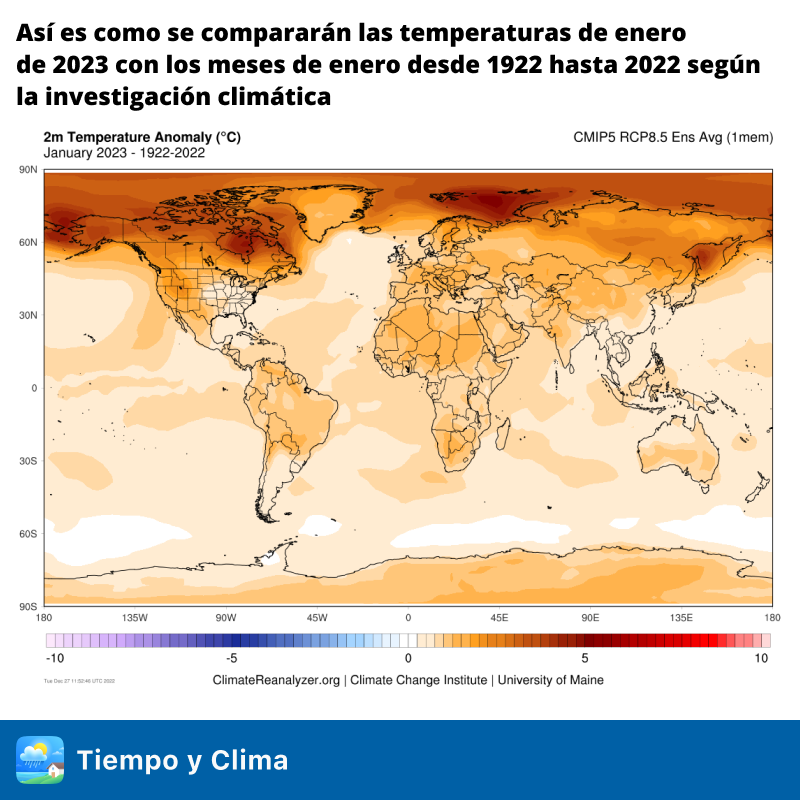 Así es como se compararán las temperaturas de enero
de 2023 con los meses de enero desde 1922 hasta 2022 según
la investigación climática
2m Temperature Anomaly (°C)
CMIP5 RCP8.5 Ens Avg (1mem)
January 2023 - 1922-2022
90N
60N
30N
0
30S
60S
90S
180 135W 90W 45W 0 45E 90E 135E 180
-10 -5 0 5 10
Tue Dec 27 11:52:46 UTC 2022
ClimateReanalyzer.org | Climate Change Institute | University of Maine
Tiempo y Clima